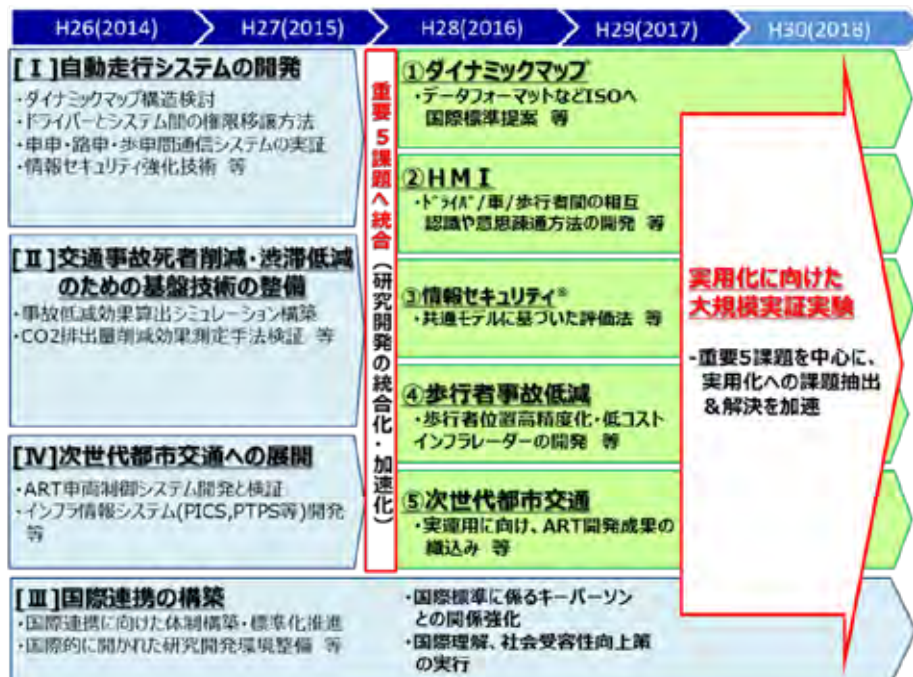 H26(2014)
H27(2015)
H28(2016)
H29(2017)
H30(2018)
[Ⅰ]自動走行システムの開発
・ダイナミックマップ構造検討
・ドライバーとシステム間の権限移譲方法
・車車・路車・歩車間通信システムの実証
・情報セキュリティ強化技術 等
[Ⅱ]交通事故死者削減・渋滞低減
のための基盤技術の整備
・事故低減効果算出シミュレーション構築
・CO2排出量削減効果測定手法検証 等
[Ⅳ]次世代都市交通への展開
・ART車両制御システム開発と検証
・インフラ情報システム(PICS,PTPS等)開発
等
重要5課題へ統合(研究開発の統合化・加速化)
①ダイナミックマップ
・データフォーマットなどISOへ
国際標準提案 等
②HMI
・ドライバ/車/歩行者間の相互
認識や意思疎通方法の開発 等
③情報セキュリティ®
・共通モデルに基づいた評価法 等
④歩行者事故低減
・歩行者位置高精度化・低コスト
インフラレーダーの開発 等
⑤次世代都市交通
・実運用に向け、ART開発成果の
織込み 等
実用化に向けた
大規模実証実験
-重要5課題を中心に、
実用化への課題抽出
&解決を加速
[Ⅲ]国際連携の構築
・国際連携に向けた体制構築・標準化推進
・国際的に開かれた研究開発環境整備 等
・国際標準に係るキーパーソン
との関係強化
・国際理解、社会受容性向上策
の実行